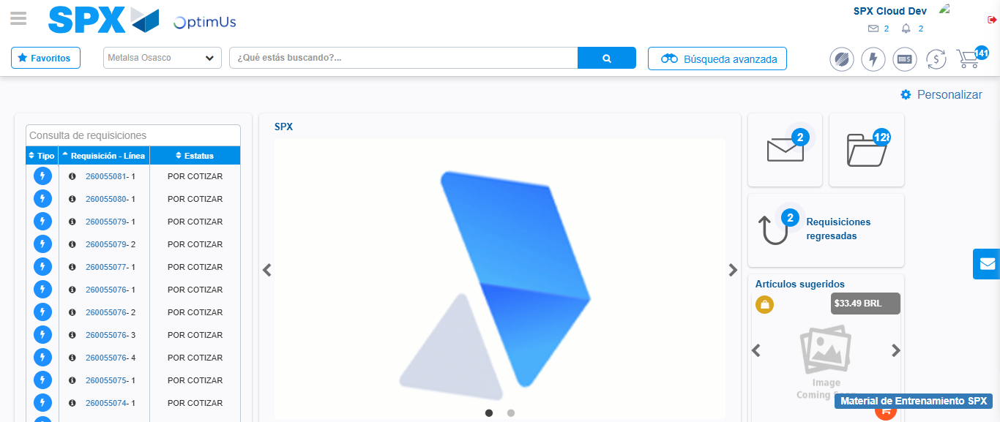 SPX
OptimUs
SPX Cloud Dev
2
2
Favoritos
Metalsa Osasco
¿Qué estás buscando?...
Búsqueda avanzada
141
Personalizar
Consulta de requisiciones
Tipo
Requisición - Línea
Estatus
260055081- 1
POR COTIZAR
260055080- 1
POR COTIZAR
260055079- 1
POR COTIZAR
260055079- 2
POR COTIZAR
260055077- 1
POR COTIZAR
260055076- 1
POR COTIZAR
260055076- 2
POR COTIZAR
260055076- 3
POR COTIZAR
260055076- 4
POR COTIZAR
260055075- 1
POR COTIZAR
260055074- 1
POR COTIZAR
SPX
2
2
Requisiciones
regresadas
Artículos sugeridos
$33.49 BRL
Image
Coming
Material de Entrenamiento SPX